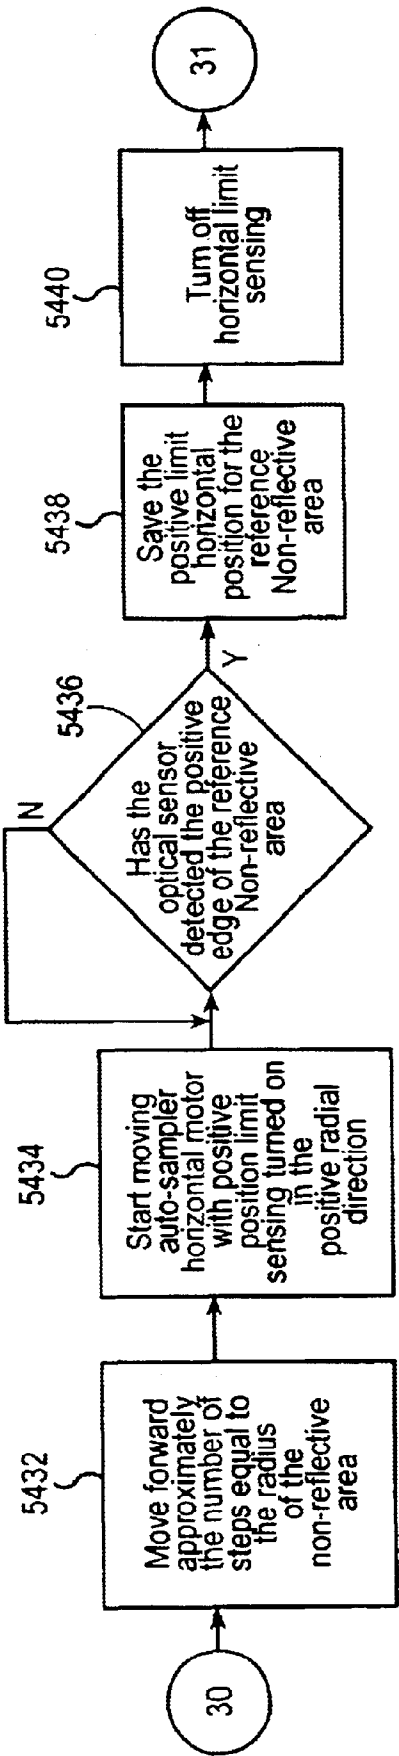 30
5432
Move forward
approximately
the number of
steps equal to
the radius
of the
non-reflective
area
5434
Start moving
auto-sampler
horizontal motor
with positive
position limit
sensing turned on
in the
positive radial
direction
5436
Has the
optical sensor
detected the positive
edge of the reference
Non-reflective
area
N
Y
5438
Save the
positive limit
horizontal
position for the
reference
Non-reflective
area
5440
Turn off
horizontal limit
sensing
31